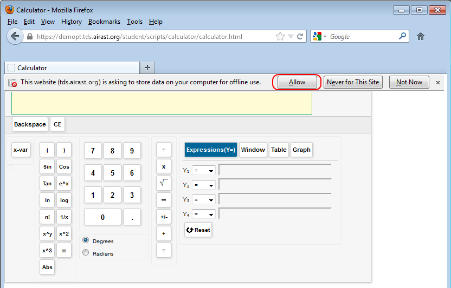 Calculator - Mozilla Firefox
File Edit View History Bookmarks Tools Help
https://demopt.tds.airast.org/student/scripts/calculator/calculator.html
Google
Calculator
This website (tds.airast.org) is asking to store data on your computer for offline use. Allow Never for This Site Not Now
Backspace CE
x-var ( ) 7 8 9 Expressions(Y=) Window Table Graph
Sin Cos 4 5 6 x Y1 =
Tan e^x √ Y2 =
ln log 1 2 3 Y3 =
n! 1/x 0 . +/- Y4 =
x^y x^2 + Reset
Degrees
x^3
Radians
Abs